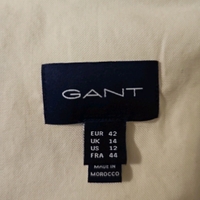 GANT
EUR 42
UK 14
US 12
FRA 44
MADE IN
MOROCCO